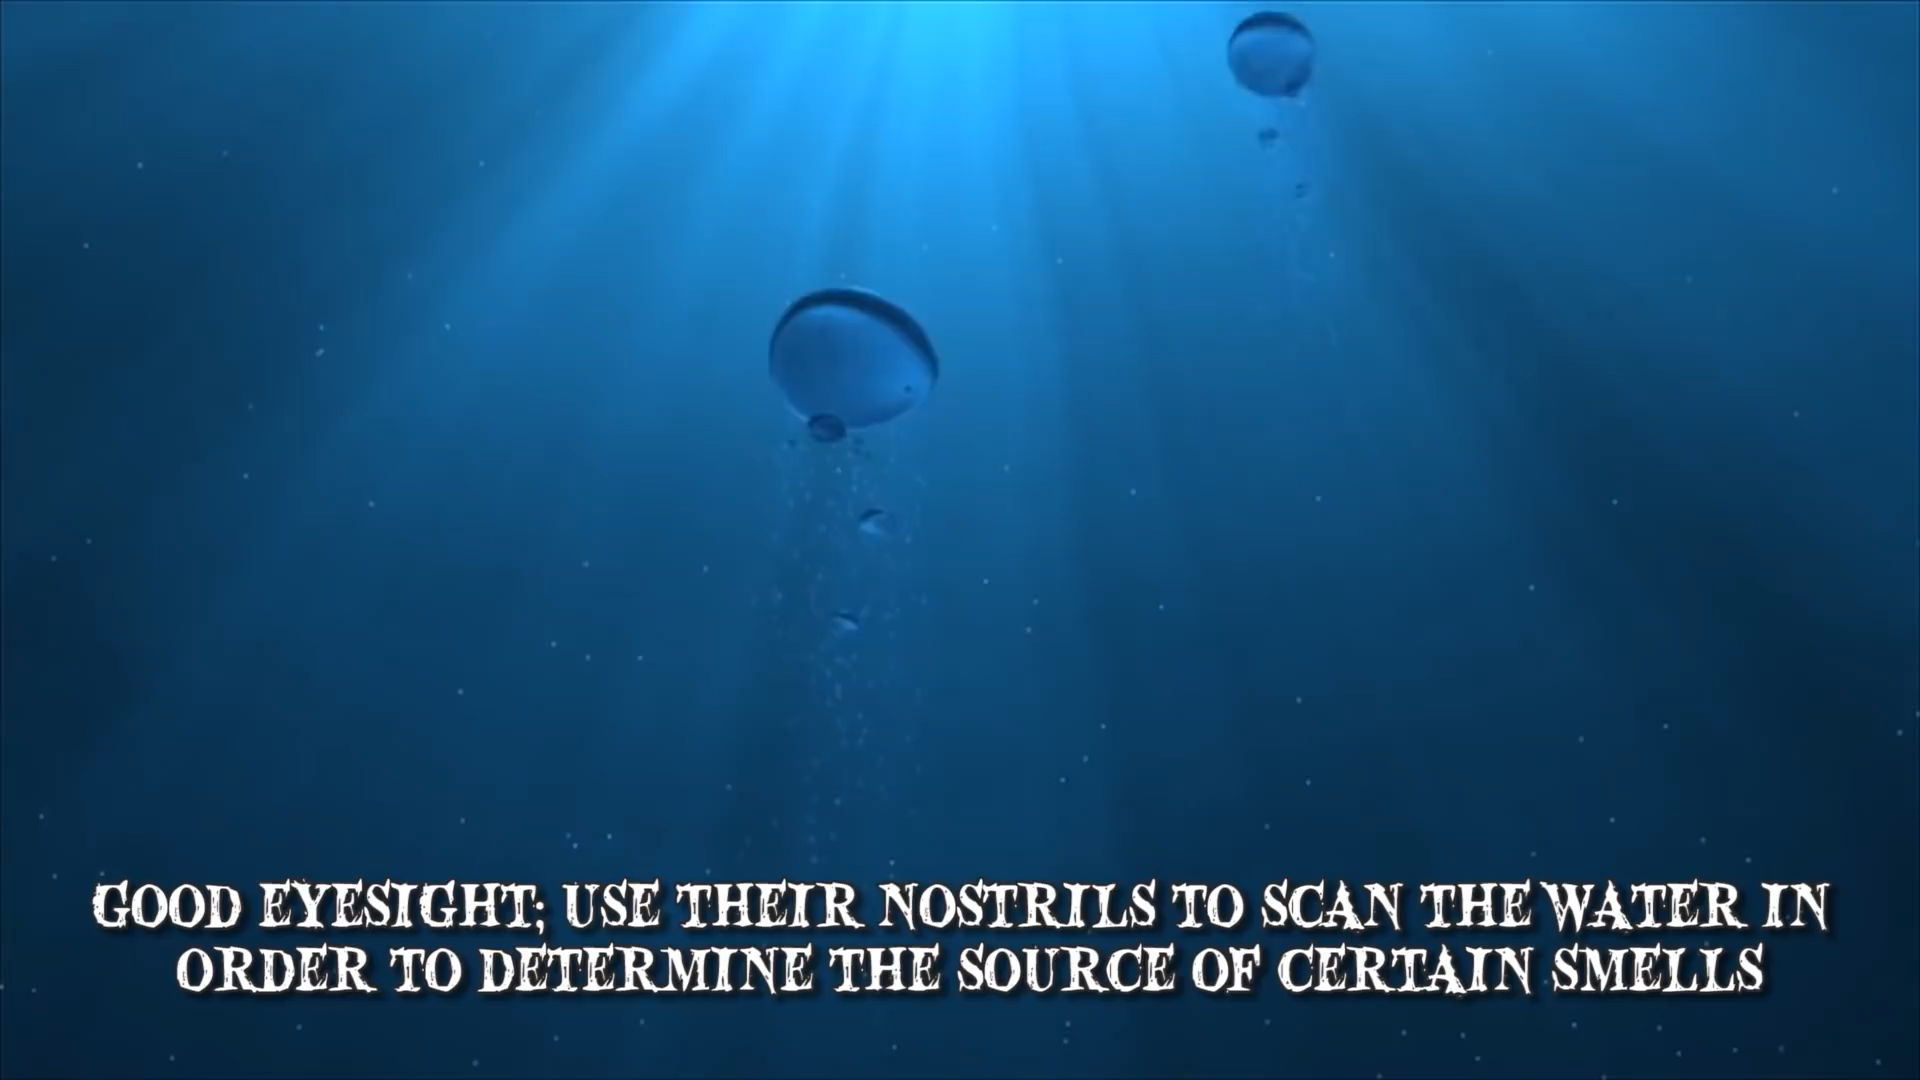 GOOD EYESIGHT; USE THEIR NOSTRILS TO SCAN THE WATER IN
ORDER TO DETERMINE THE SOURCE OF CERTAIN SMELLS